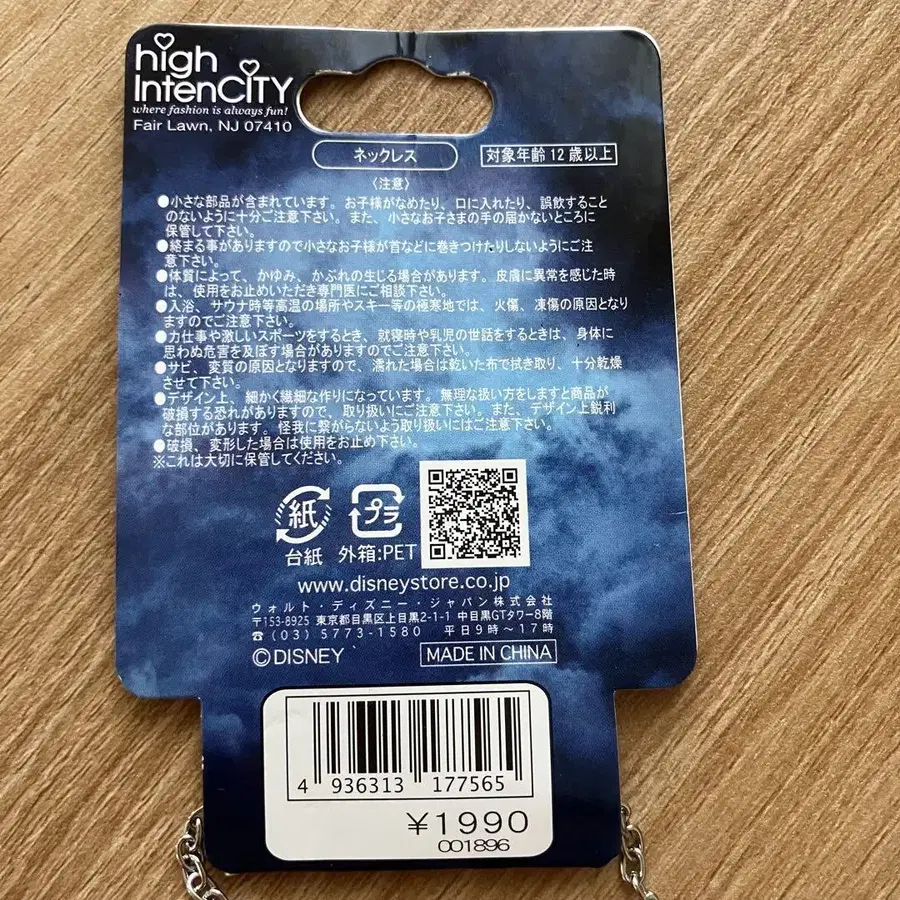 high
IntenCITY
where fashion is always fun!
Fair Lawn, NJ 07410
ネックレス
対象年齢12歳以上
〈注意〉
●小さな部品が含まれています。お子様がなめたり、口に入れたり、誤飲すること
のないように十分ご注意下さい。また、小さなお子さまの手の届かないところに
保管して下さい。
●絡まる事がありますので小さなお子様が首などに巻きつけたりしないようにご注
意下さい。
●体質によって、かゆみ、かぶれの生じる場合があります。皮膚に異常を感じた時
は、使用をお止めいただき専門医にご相談下さい。
●入浴、サウナ時等高温の場所やスキー等の極寒地では、火傷、凍傷の原因となり
ますのでご注意下さい。
●力仕事や激しいスポーツをするとき、就寝時や乳児の世話をするときは、身体に
思わぬ危害を及ぼす場合がありますのでご注意下さい。
●サビ、変質の原因となりますので、濡れた場合は乾いた布で拭き取り、十分乾燥
させて下さい。
●デザイン上、細かく繊細な作りになっています。無理な扱い方をしますと商品が
破損する恐れがありますので、取り扱いにご注意下さい。また、デザイン上鋭利
な部位があります。怪我に繋がらないよう取り扱いにはご注意下さい。
●破損、変形した場合は使用をお止め下さい。
※これは大切に保管してください。
紙
プラ
台紙
外箱:PET
www.disneystore.co.jp
ウォルト・ディズニー・ジャパン株式会社
〒153-8925 東京都目黒区上目黒2-1-1 中目黒GTタワー8階
☎(03)5773-1580 平日9時～17時
©DISNEY
MADE IN CHINA
4 936313 177565
¥1990
001896